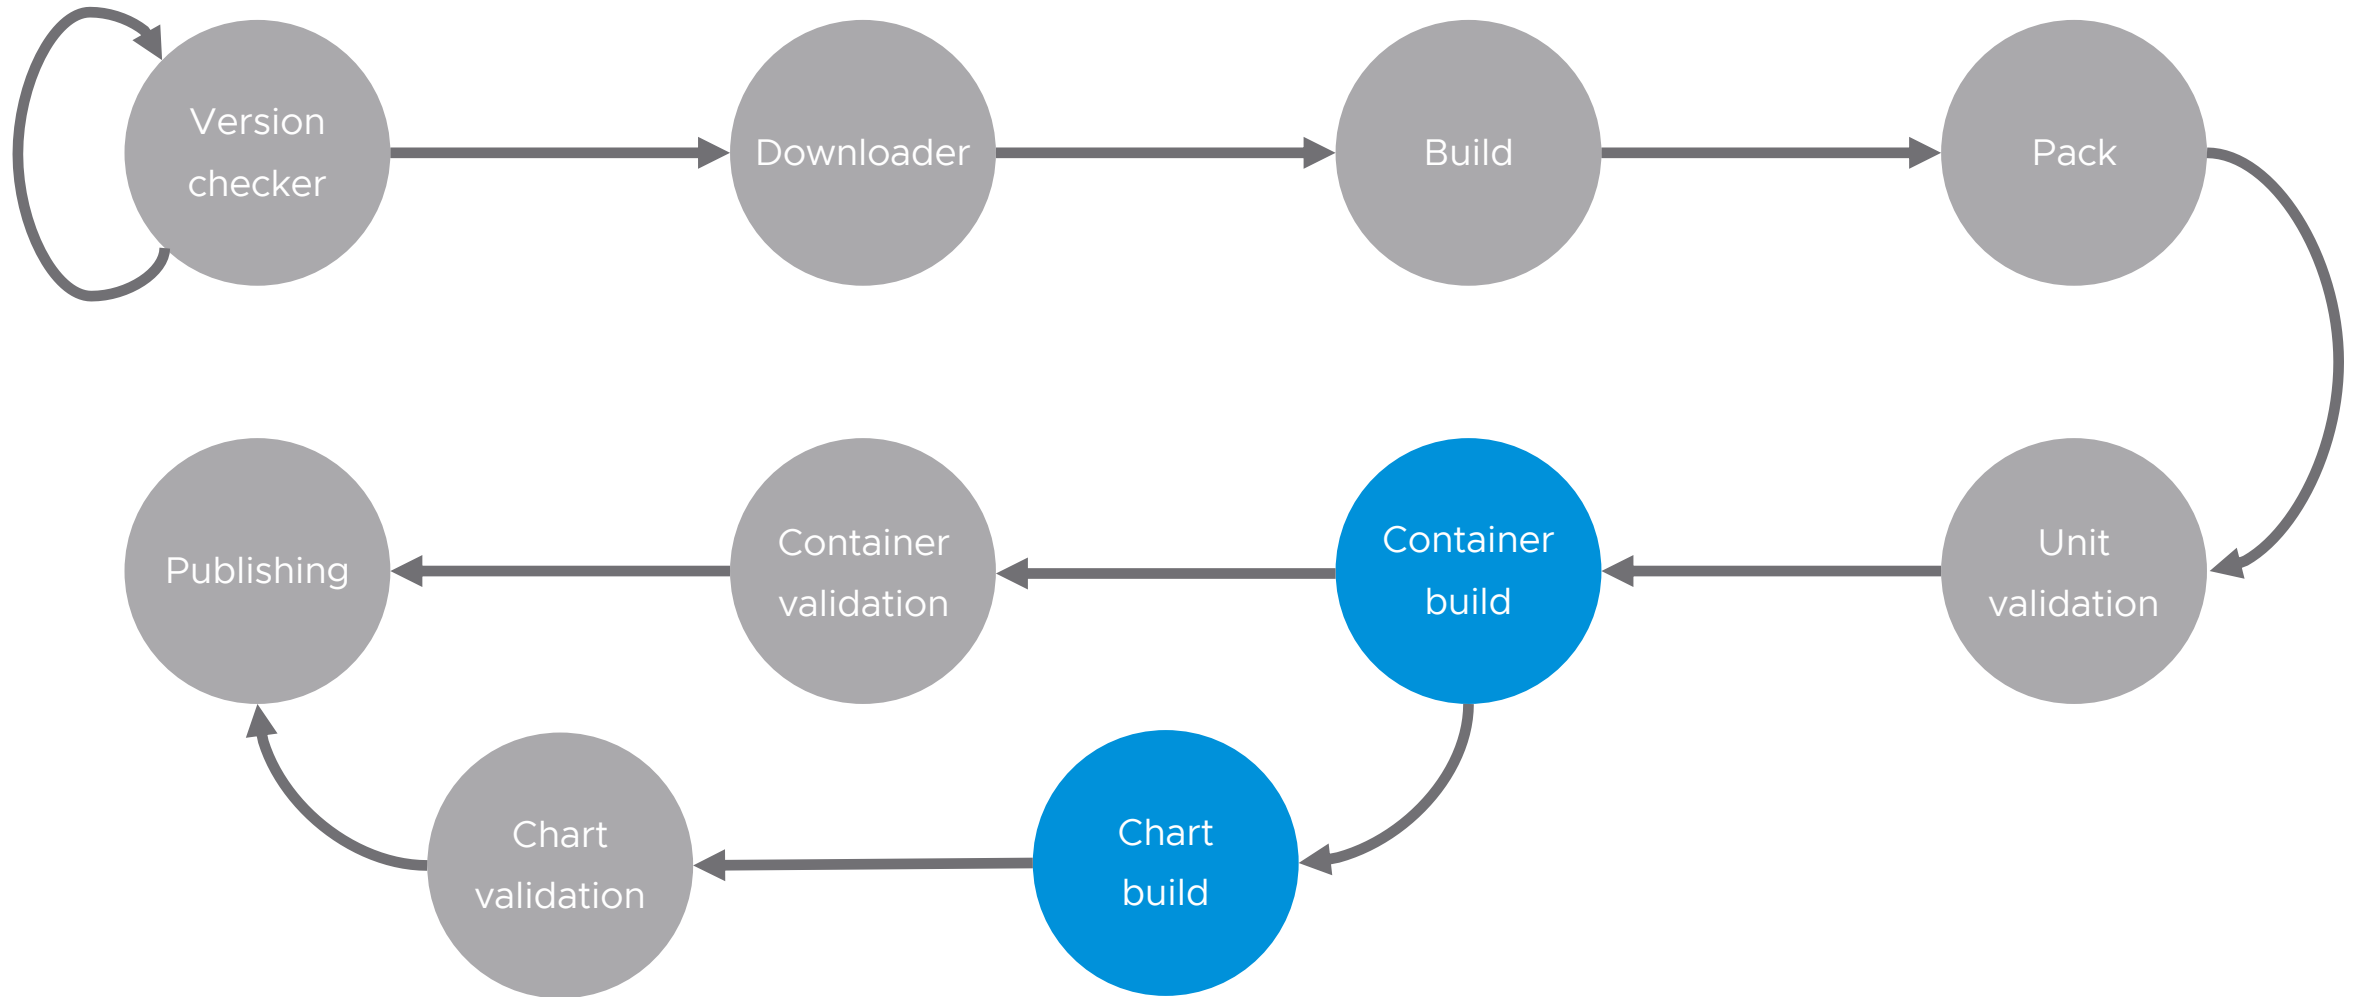 Version
checker
Downloader
Build
Pack
Publishing
Container
validation
Container
build
Unit
validation
Chart
validation
Chart
build